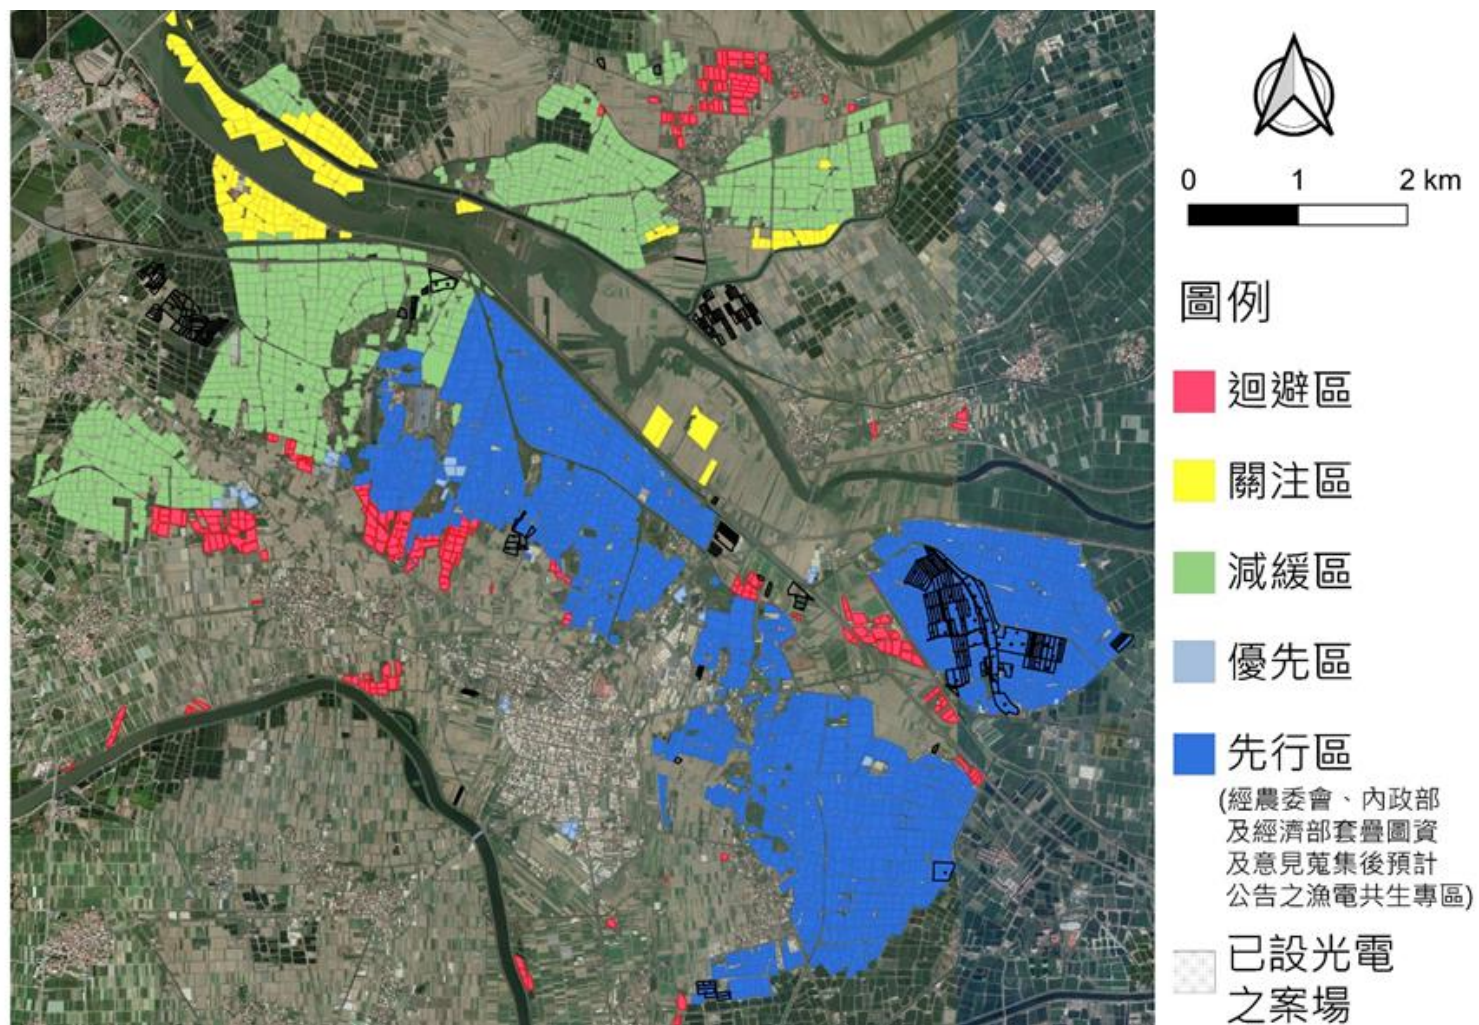 0 1 2 km
圖例
迴避區
關注區
減緩區
優先區
先行區
(經農委會、內政部
及經濟部套疊圖資
及意見蒐集後預計
公告之漁電共生專區)
已設光電
之案場